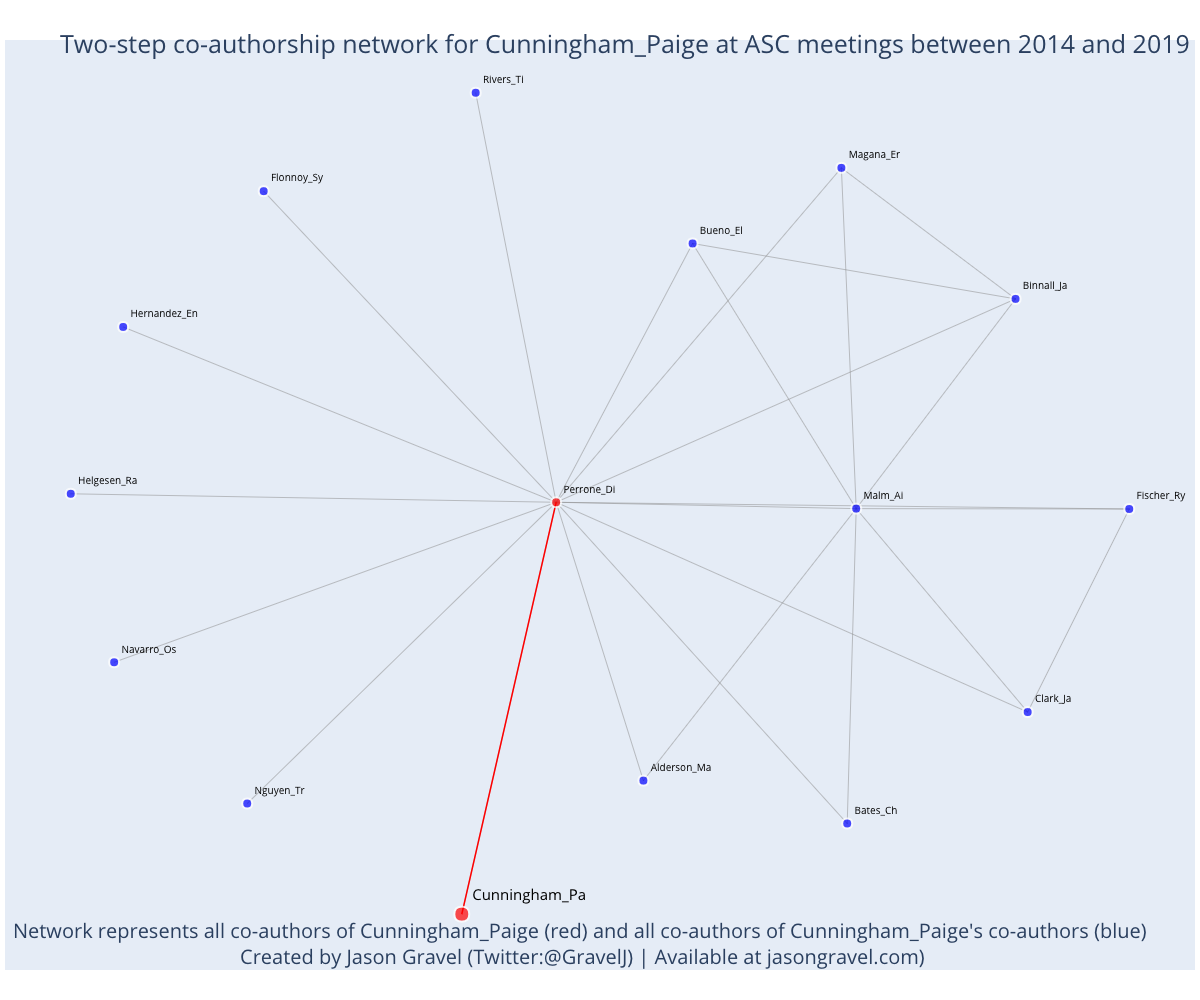 Two-step co-authorship network for Cunningham_Paige at ASC meetings between 2014 and 2019
Rivers_Ti
Magana_Er
Flonnoy_Sy
Bueno_El
Binnall_Ja
Hernandez_En
Helgesen_Ra
Perrone_Di
Malm_Ai
Fischer_Ry
Navarro_Os
Clark_Ja
Alderson_Ma
Nguyen_Tr
Bates_Ch
Cunningham_Pa
Network represents all co-authors of Cunningham_Paige (red) and all co-authors of Cunningham_Paige's co-authors (blue)
Created by Jason Gravel (Twitter:@GravelJ) | Available at jasongravel.com)